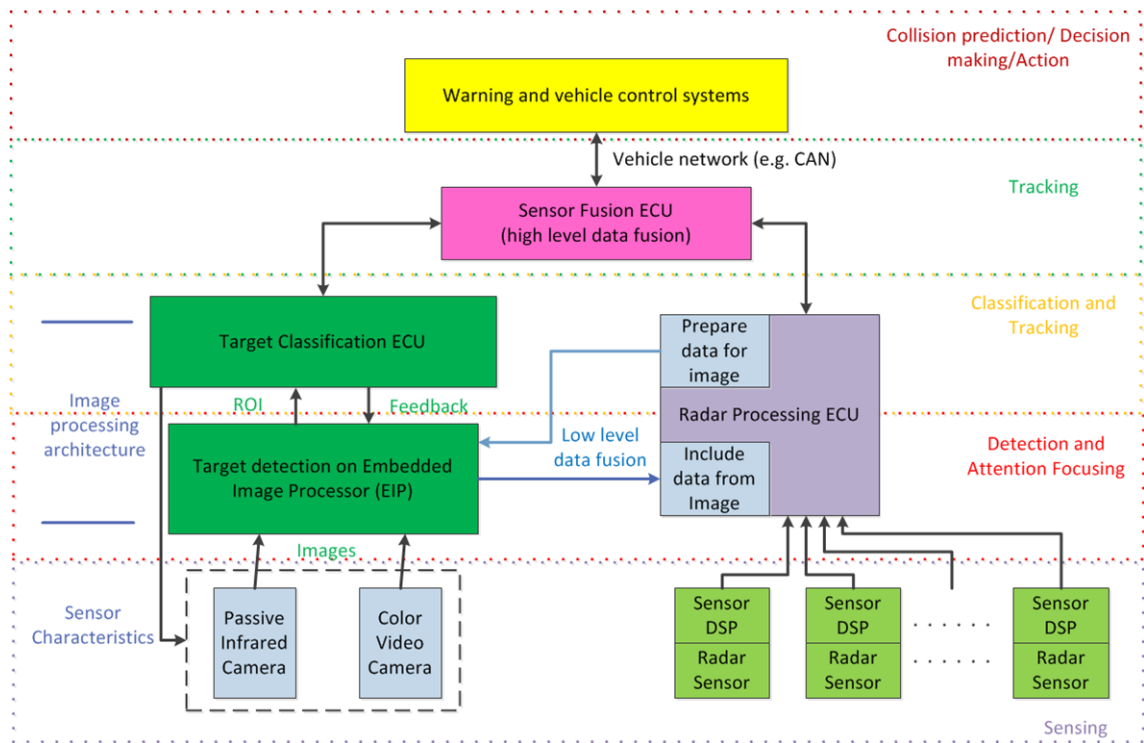 Collision prediction/ Decision
making/Action
Warning and vehicle control systems
Vehicle network (e.g. CAN)
Tracking
Sensor Fusion ECU
(high level data fusion)
Classification and
Tracking
Target Classification ECU
Prepare
data for
image
Image
processing
architecture
ROI
Feedback
Radar Processing ECU
Low level
data fusion
Detection and
Attention Focusing
Target detection on Embedded
Image Processor (EIP)
Include
data from
Image
Images
Sensor
Characteristics
Passive
Infrared
Camera
Color
Video
Camera
Sensor
DSP
Radar
Sensor
Sensor
DSP
Radar
Sensor
. . . . . .
. . . . . .
Sensor
DSP
Radar
Sensor
Sensing